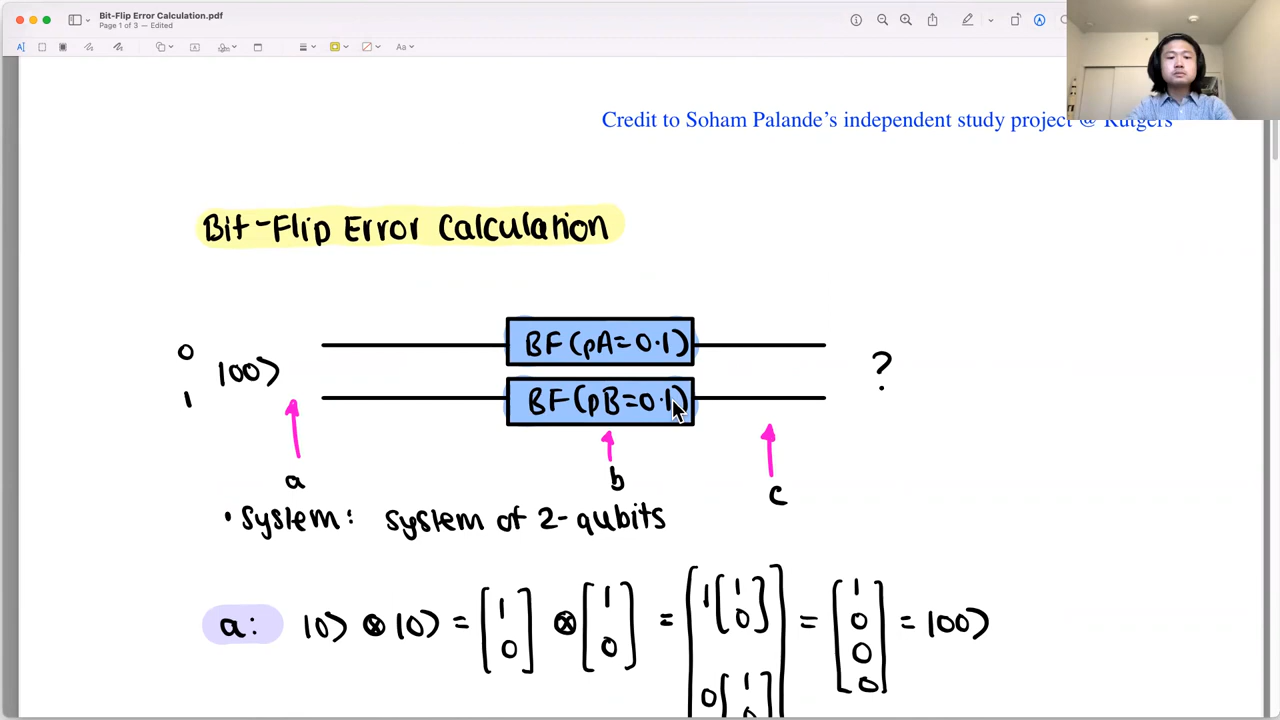 Bit-Flip Error Calculation.pdf
Page 1 of 3 — Edited
Aa
Credit to Soham Palande's independent study project @ Rutgers
Bit-Flip Error Calculation
0 |00⟩ BF(pA=0.1) ?
1 BF(pB=0.1)
a b c
• System: system of 2-qubits
a: |0⟩ ⊗ |0⟩ = [1 0] ⊗ [1 0] = [1[1 0] 0[1 0]] = [1 0 0 0] = |00⟩